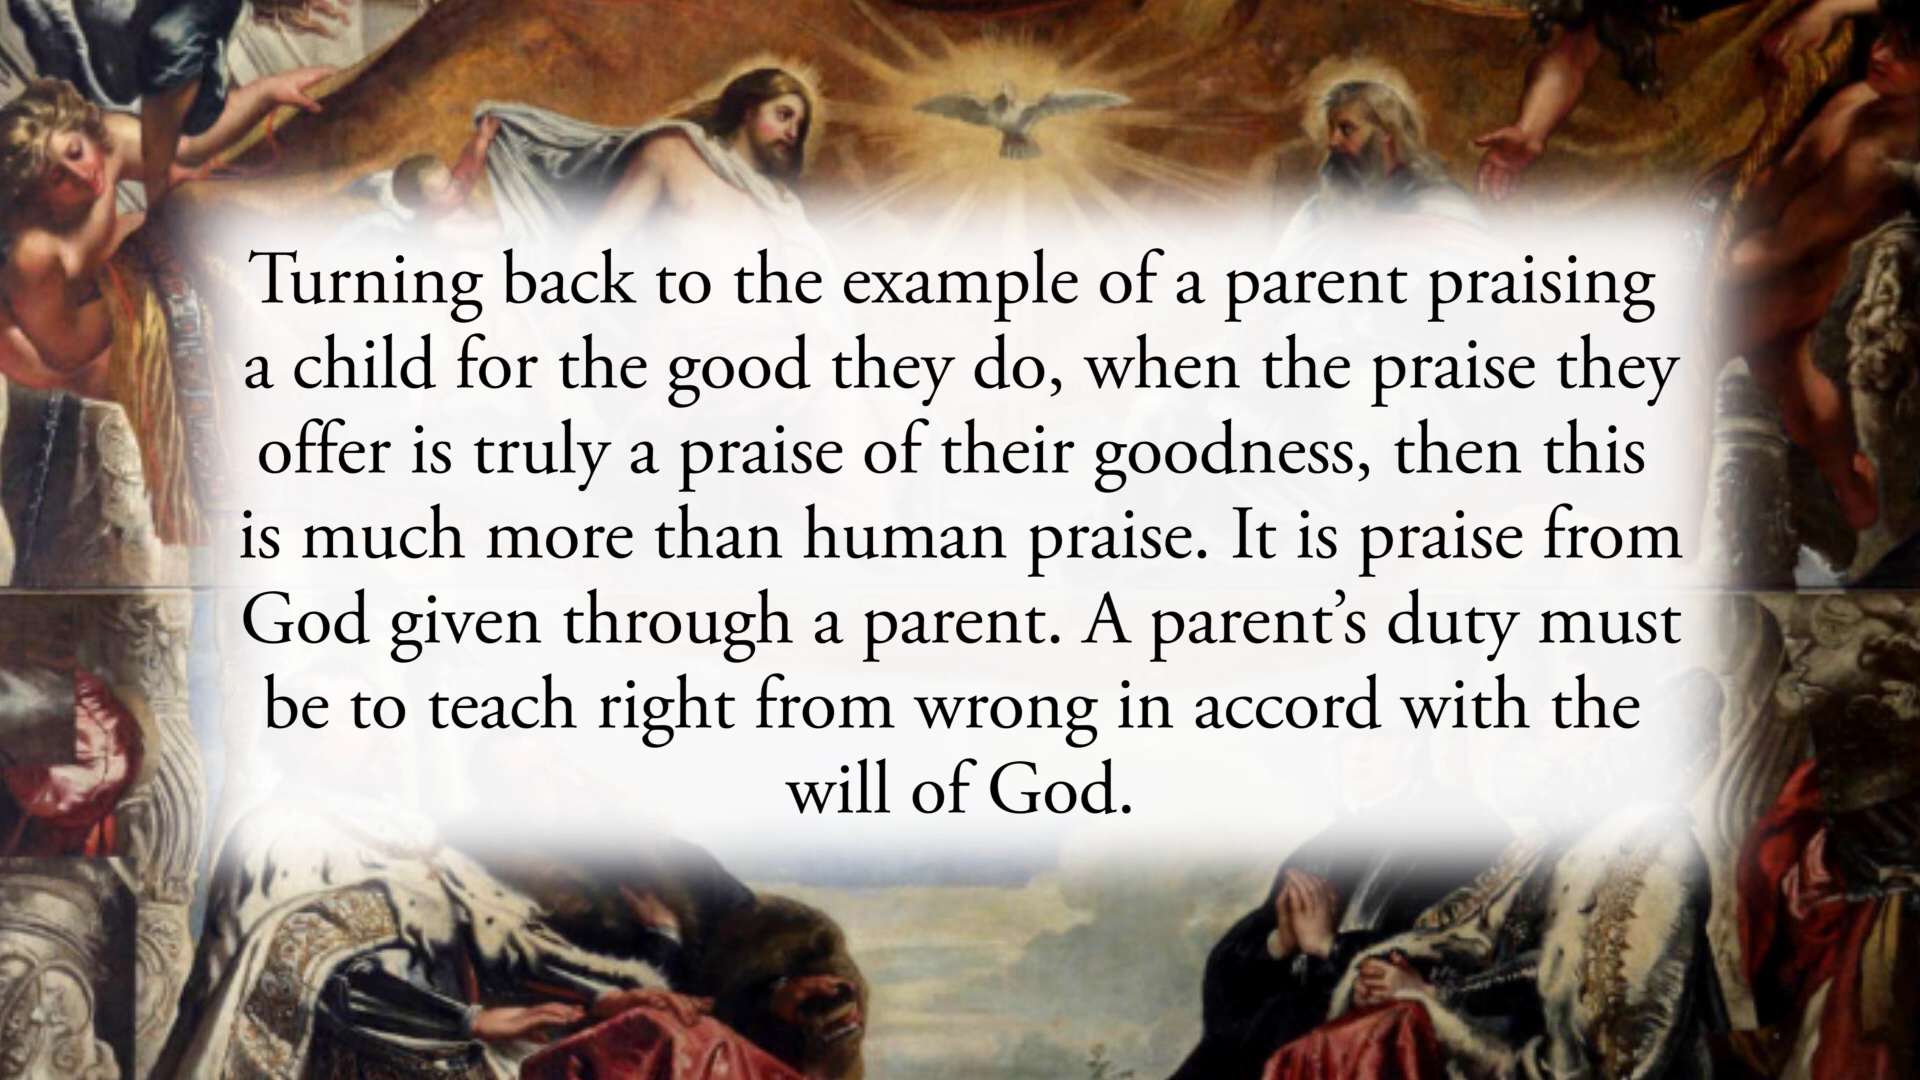 Turning back to the example of a parent praising
a child for the good they do, when the praise they
offer is truly a praise of their goodness, then this
is much more than human praise. It is praise from
God given through a parent. A parent’s duty must
be to teach right from wrong in accord with the
will of God.